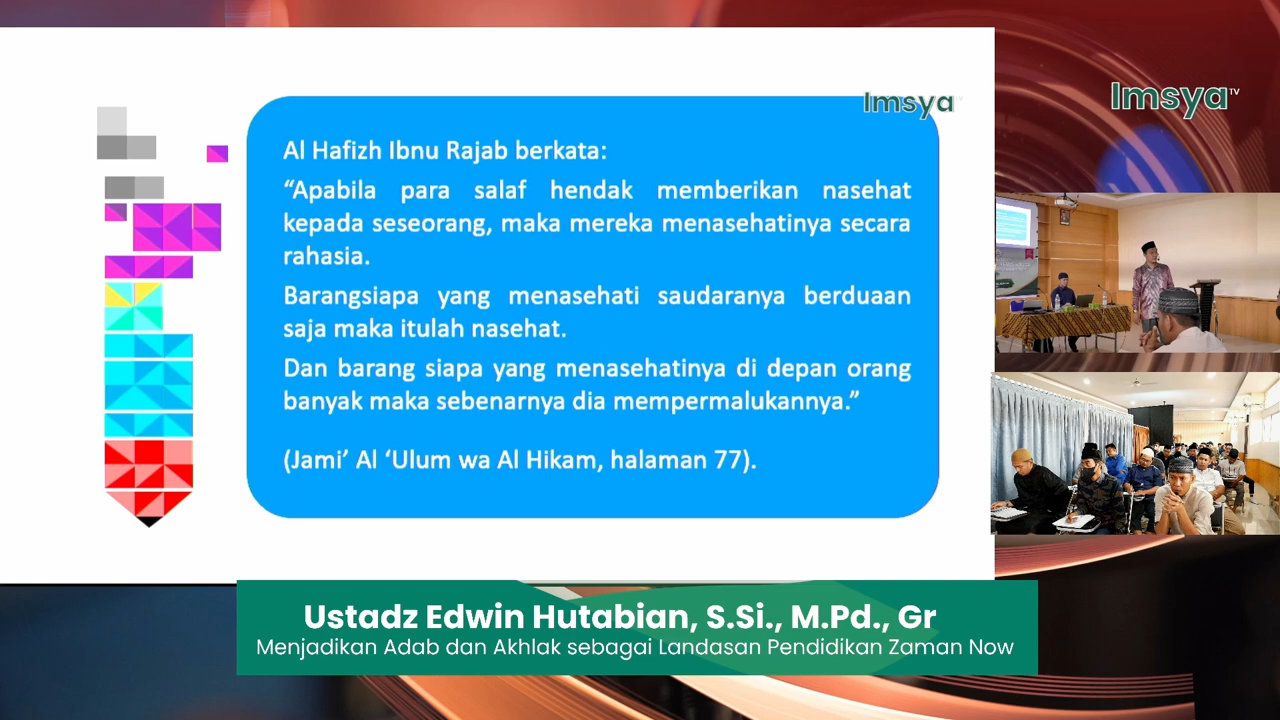 Imsya
Imsya TV
Al Hafizh Ibnu Rajab berkata:
“Apabila para salaf hendak memberikan nasehat
kepada seseorang, maka mereka menasehatinya secara
rahasia.
Barangsiapa yang menasehati saudaranya berduaan
saja maka itulah nasehat.
Dan barang siapa yang menasehatinya di depan orang
banyak maka sebenarnya dia mempermalukannya.”
(Jami’ Al ‘Ulum wa Al Hikam, halaman 77).
Ustadz Edwin Hutabian, S.Si., M.Pd., Gr
Menjadikan Adab dan Akhlak sebagai Landasan Pendidikan Zaman Now